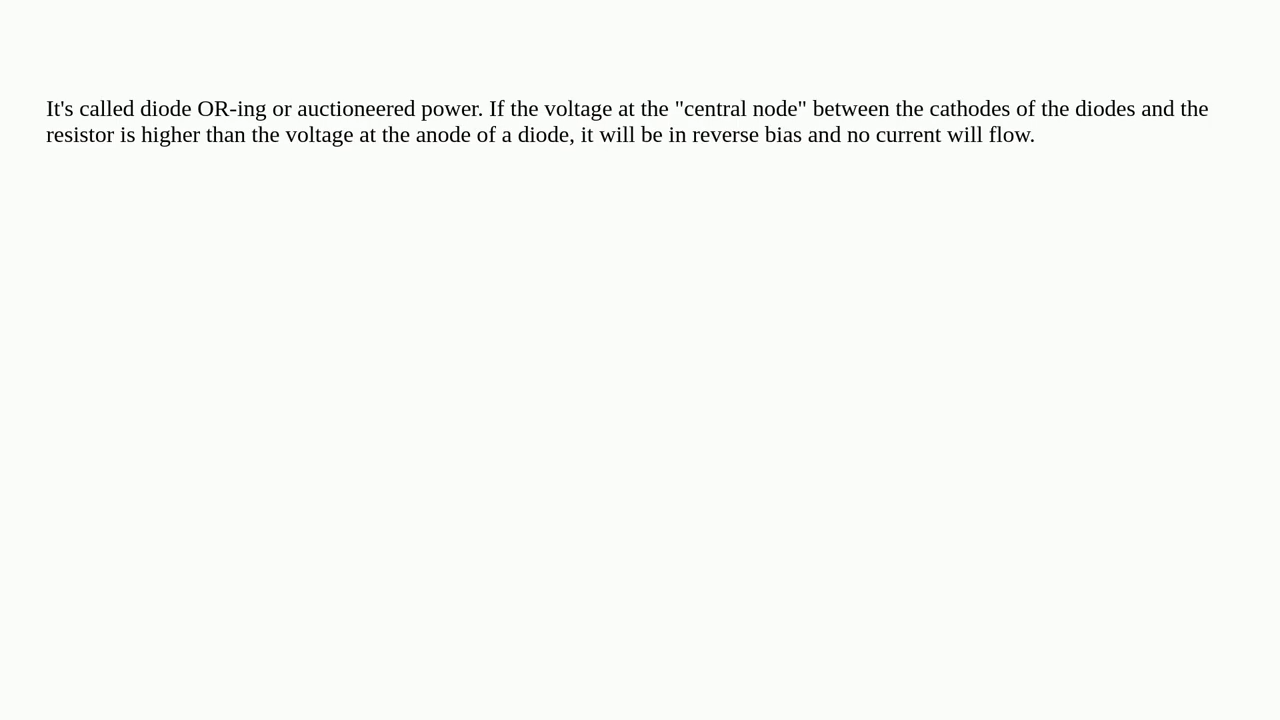 It's called diode OR-ing or auctioneered power. If the voltage at the "central node" between the cathodes of the diodes and the
resistor is higher than the voltage at the anode of a diode, it will be in reverse bias and no current will flow.